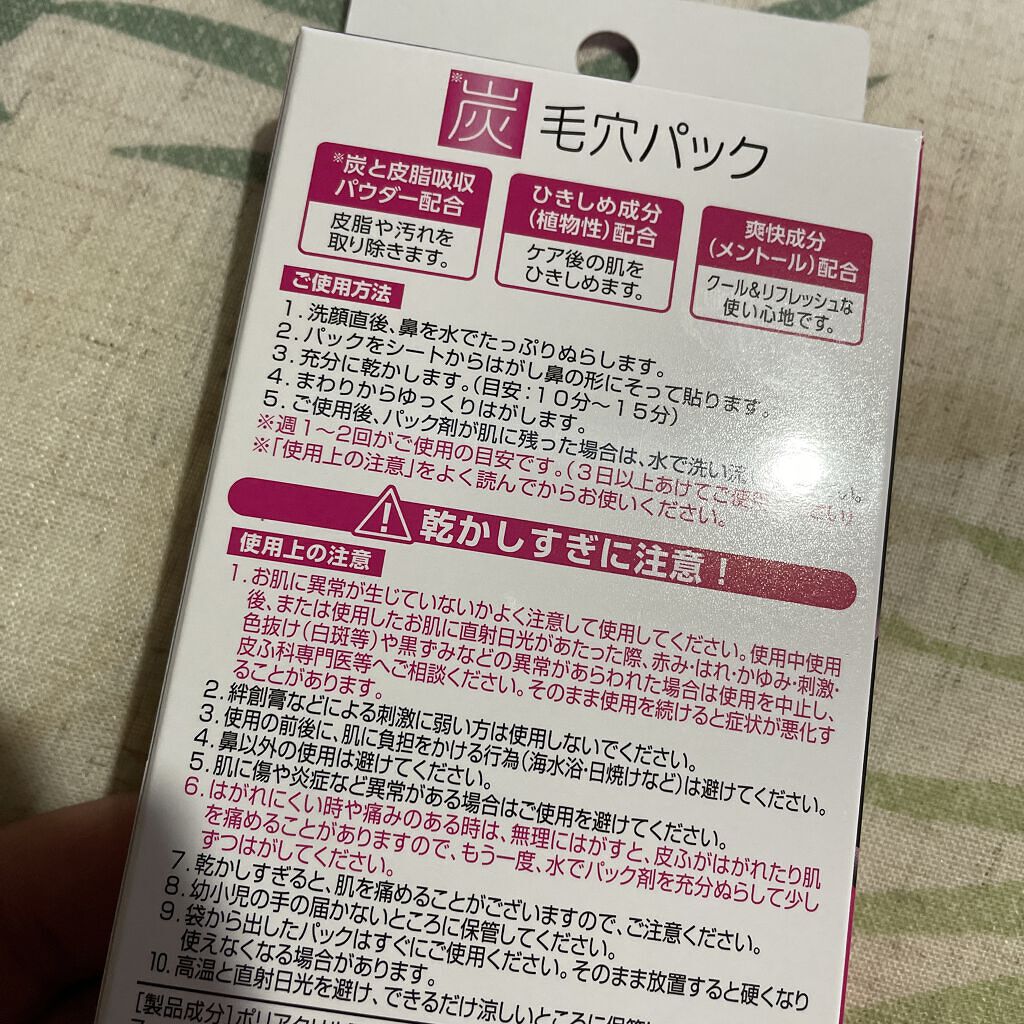 ※炭 毛穴パック
※炭と皮脂吸収
パウダー配合
皮脂や汚れを
取り除きます。
ひきしめ成分
(植物性)配合
ケア後の肌を
ひきしめます。
爽快成分
(メントール)配合
クール&リフレッシュな
使い心地です。
ご使用方法
1. 洗顔直後、鼻を水でたっぷりぬらします。
2. パックをシートからはがし鼻の形にそって貼ります。
3. 充分に乾かします。(目安:10分～15分)
4. まわりからゆっくりはがします。
5. ご使用後、パック剤が肌に残った場合は、水で洗い流
※週1～2回がご使用の目安です。(3日以上あけてご使
※「使用上の注意」をよく読んでからお使いください。
乾かしすぎに注意!
使用上の注意
1. お肌に異常が生じていないかよく注意して使用してください。使用中使用
後、または使用したお肌に直射日光があたった際、赤み・はれ・かゆみ・刺激・
色抜け(白斑等)や黒ずみなどの異常があらわれた場合は使用を中止し、
皮ふ科専門医等へご相談ください。そのまま使用を続けると症状が悪化す
ることがあります。
2. 絆創膏などによる刺激に弱い方は使用しないでください。
3. 使用の前後に、肌に負担をかける行為(海水浴・日焼けなど)は避けてください。
4. 鼻以外の使用は避けてください。
5. 肌に傷や炎症など異常がある場合はご使用を避けてください。
6. はがれにくい時や痛みのある時は、無理にはがすと、皮ふがはがれたり肌
を痛めることがありますので、もう一度、水でパック剤を充分ぬらして少し
ずつはがしてください。
7. 乾かしすぎると、肌を痛めることがございますので、ご注意ください。
8. 幼小児の手の届かないところに保管してください。
9. 袋から出したパックはすぐにご使用ください。そのまま放置すると硬くなり
使えなくなる場合があります。
10. 高温と直射日光を避け、できるだけ涼しいところに保管
[製品成分]ポリアクリル